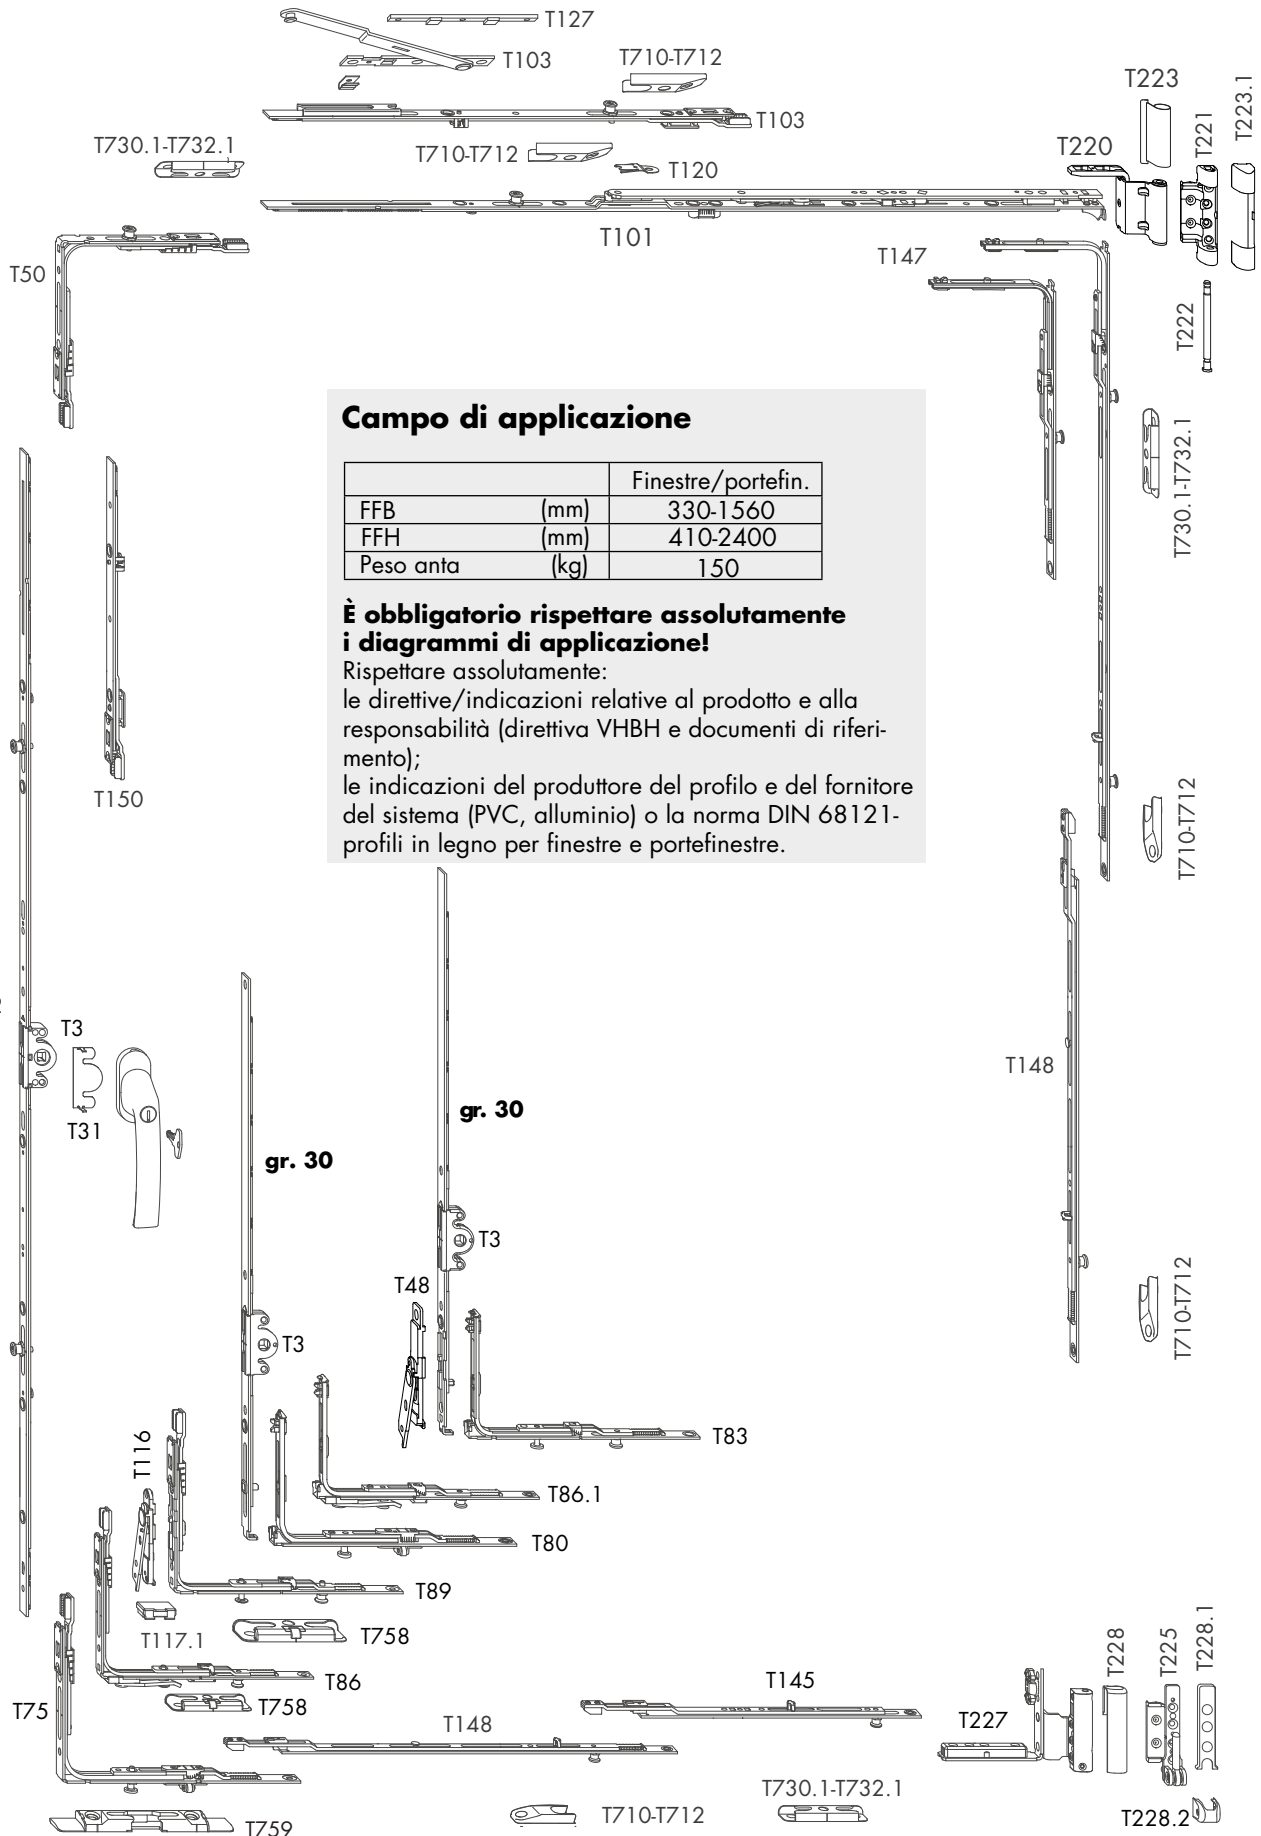 T127
T103
T710-T712
T223
T221
T223.1
T103
T730.1-T732.1
T710-T712
T120
T220
T101
T50
T147
T222
Campo di applicazione
Finestre/portefin.
FFB (mm) 330-1560
FFH (mm) 410-2400
Peso anta (kg) 150
È obbligatorio rispettare assolutamente
i diagrammi di applicazione!
Rispettare assolutamente:
le direttive/indicazioni relative al prodotto e alla
responsabilità (direttiva VHBH e documenti di riferi-
mento);
le indicazioni del produttore del profilo e del fornitore
del sistema (PVC, alluminio) o la norma DIN 68121-
profili in legno per finestre e portefinestre.
T730.1-T732.1
T150
T710-T712
T3
T31
T148
gr. 30
gr. 30
T3
T48
T3
T710-T712
T83
T116
T86.1
T80
T89
T117.1
T758
T86
T758
T75
T148
T145
T227
T228
T225
T228.1
T730.1-T732.1
T710-T712
T228.2
T759